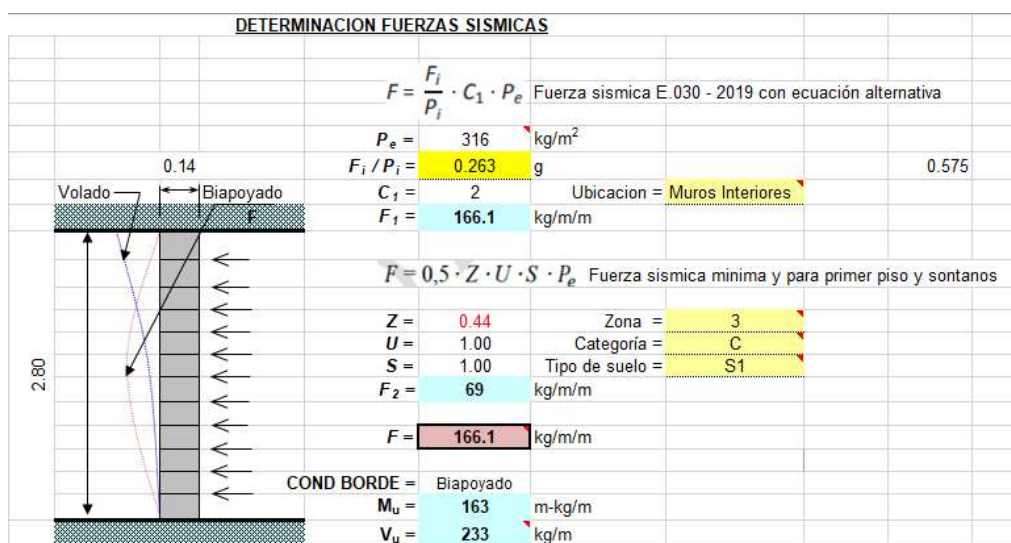 DETERMINACION FUERZAS SISMICAS
F = F_i / P_i · C_1 · P_e Fuerza sismica E.030 - 2019 con ecuación alternativa
P_e = 316 kg/m²
0.14 F_i / P_i = 0.263 g 0.575
Volado Biapoyado C_1 = 2 Ubicacion = Muros Interiores
F F_1 = 166.1 kg/m/m
F = 0,5 · Z · U · S · P_e Fuerza sismica minima y para primer piso y sontanos
Z = 0.44 Zona = 3
U = 1.00 Categoría = C
2.80 S = 1.00 Tipo de suelo = S1
F_2 = 69 kg/m/m
F = 166.1 kg/m/m
COND BORDE = Biapoyado
M_u = 163 m-kg/m
V_u = 233 kg/m